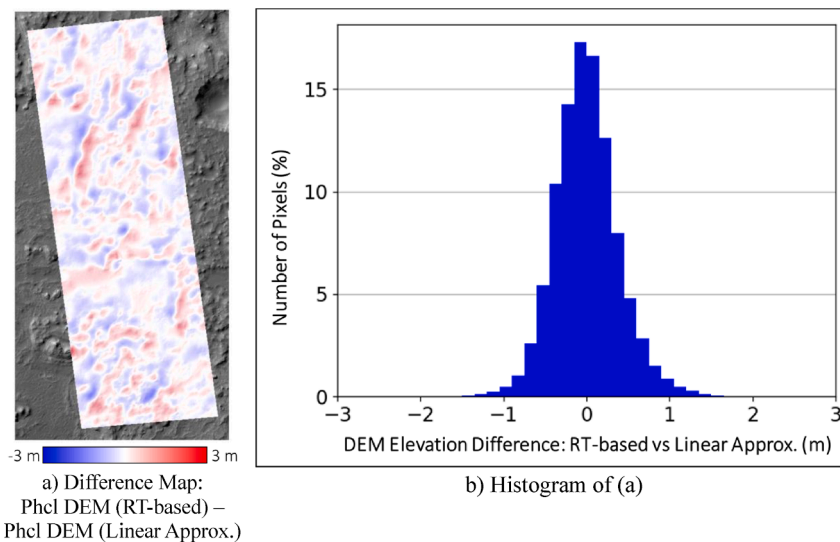 -3 m 3 m
a) Difference Map:
Phcl DEM (RT-based) –
Phcl DEM (Linear Approx.)
Number of Pixels (%)
15
10
5
0
−3 −2 −1 0 1 2 3
DEM Elevation Difference: RT-based vs Linear Approx. (m)
b) Histogram of (a)